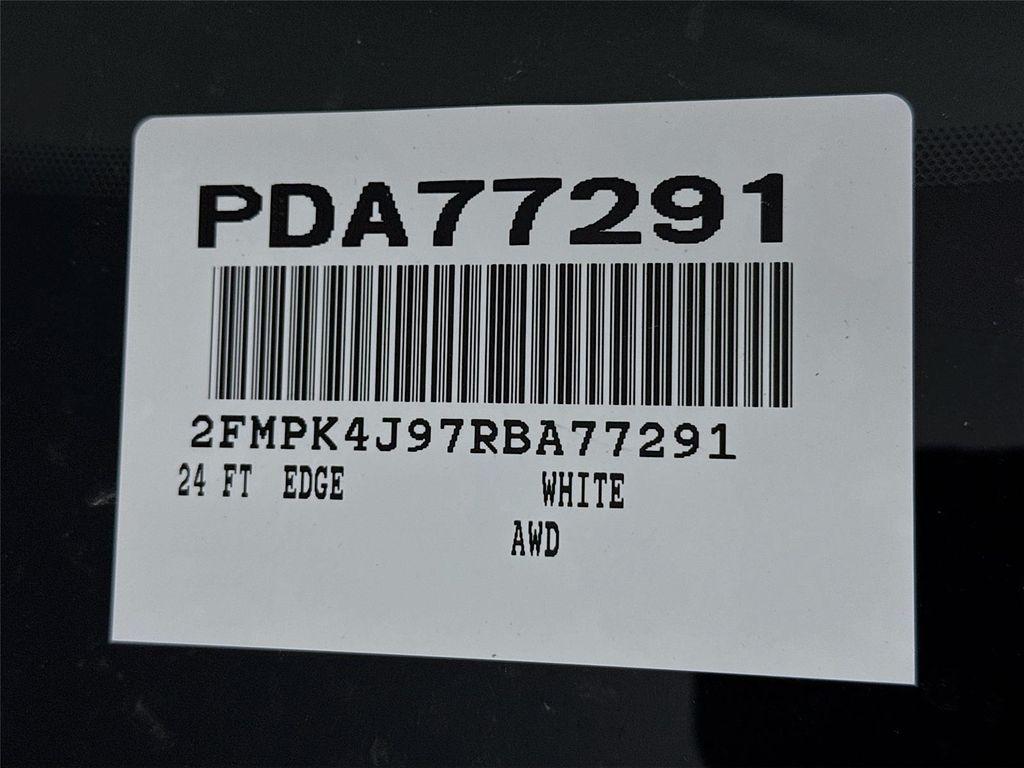 PDA77291
2FMPK4J97RBA77291
24 FT EDGE WHITE
AWD